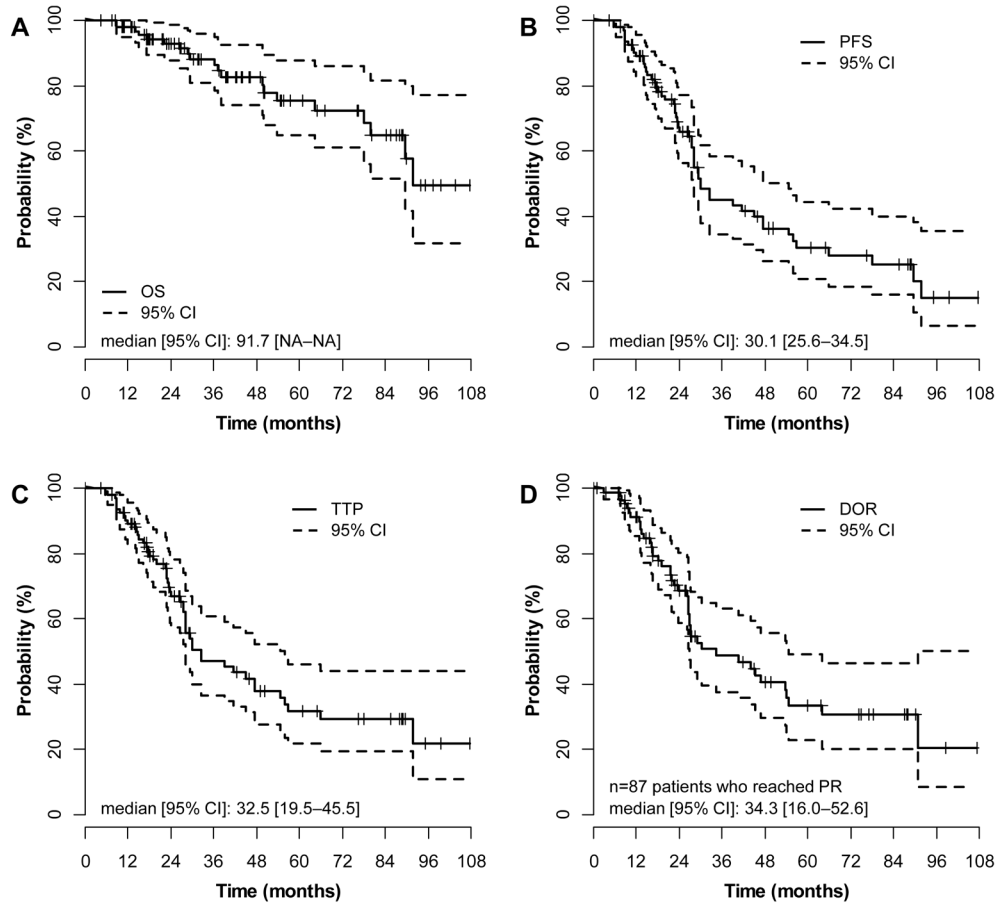 A
Probability (%)
100
80
60
40
20
0
OS
95% CI
median [95% CI]: 91.7 [NA–NA]
0 12 24 36 48 60 72 84 96 108
Time (months)
B
Probability (%)
100
80
60
40
20
0
PFS
95% CI
median [95% CI]: 30.1 [25.6–34.5]
0 12 24 36 48 60 72 84 96 108
Time (months)
C
Probability (%)
100
80
60
40
20
0
TTP
95% CI
median [95% CI]: 32.5 [19.5–45.5]
0 12 24 36 48 60 72 84 96 108
Time (months)
D
Probability (%)
100
80
60
40
20
0
DOR
95% CI
n=87 patients who reached PR
median [95% CI]: 34.3 [16.0–52.6]
0 12 24 36 48 60 72 84 96 108
Time (months)